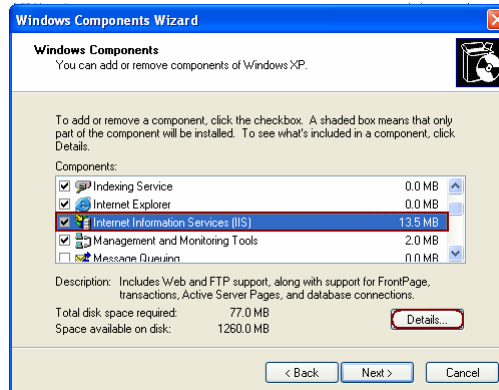 Windows Components Wizard
Windows Components
You can add or remove components of Windows XP.
To add or remove a component, click the checkbox. A shaded box means that only
part of the component will be installed. To see what's included in a component, click
Details.
Components:
Indexing Service 0.0 MB
Internet Explorer 0.0 MB
Internet Information Services (IIS) 13.5 MB
Management and Monitoring Tools 2.0 MB
Message Queuing 0.0 MB
Description: Includes Web and FTP support, along with support for FrontPage,
transactions, Active Server Pages, and database connections.
Total disk space required: 77.0 MB
Details...
Space available on disk: 1260.0 MB
< Back Next > Cancel